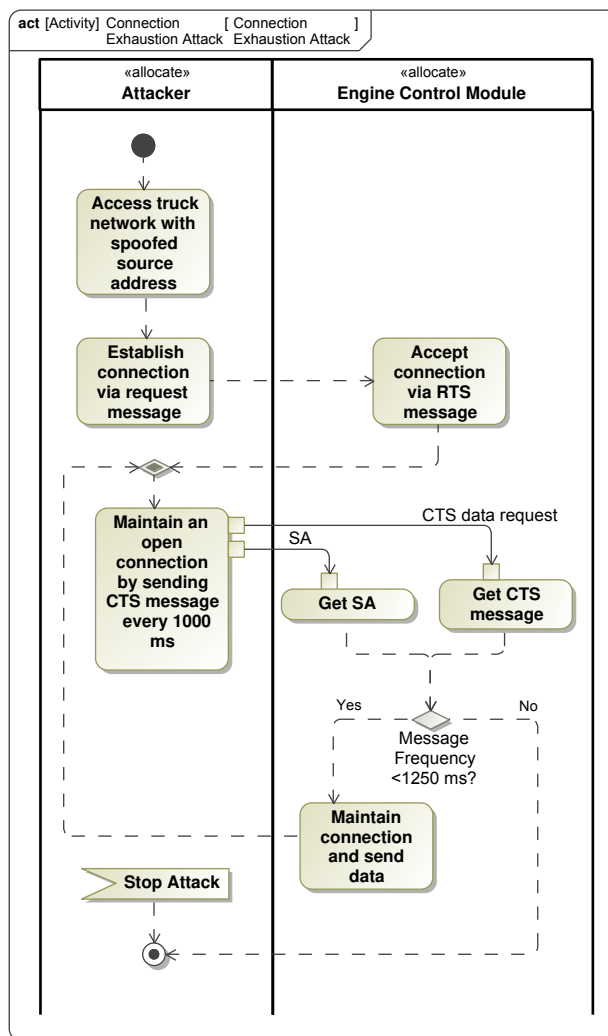 act [Activity] Connection [ Connection ]
Exhaustion Attack Exhaustion Attack
«allocate»
Attacker
«allocate»
Engine Control Module
Access truck
network with
spoofed
source
address
Establish
connection
via request
message
Accept
connection
via RTS
message
Maintain an
open
connection
by sending
CTS message
every 1000
ms
CTS data request
SA
Get SA
Get CTS
message
Yes
No
Message
Frequency
<1250 ms?
Maintain
connection
and send
data
Stop Attack